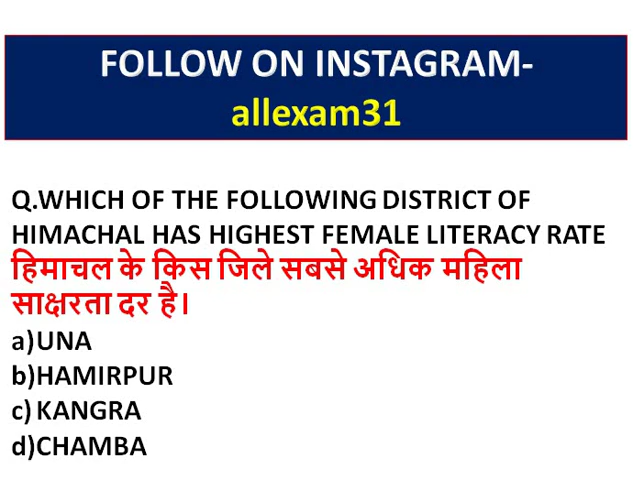 FOLLOW ON INSTAGRAM-
allexam31
Q.WHICH OF THE FOLLOWING DISTRICT OF
HIMACHAL HAS HIGHEST FEMALE LITERACY RATE
हिमाचल के किस जिले सबसे अधिक महिला
साक्षरता दर है।
a)UNA
b)HAMIRPUR
c) KANGRA
d)CHAMBA